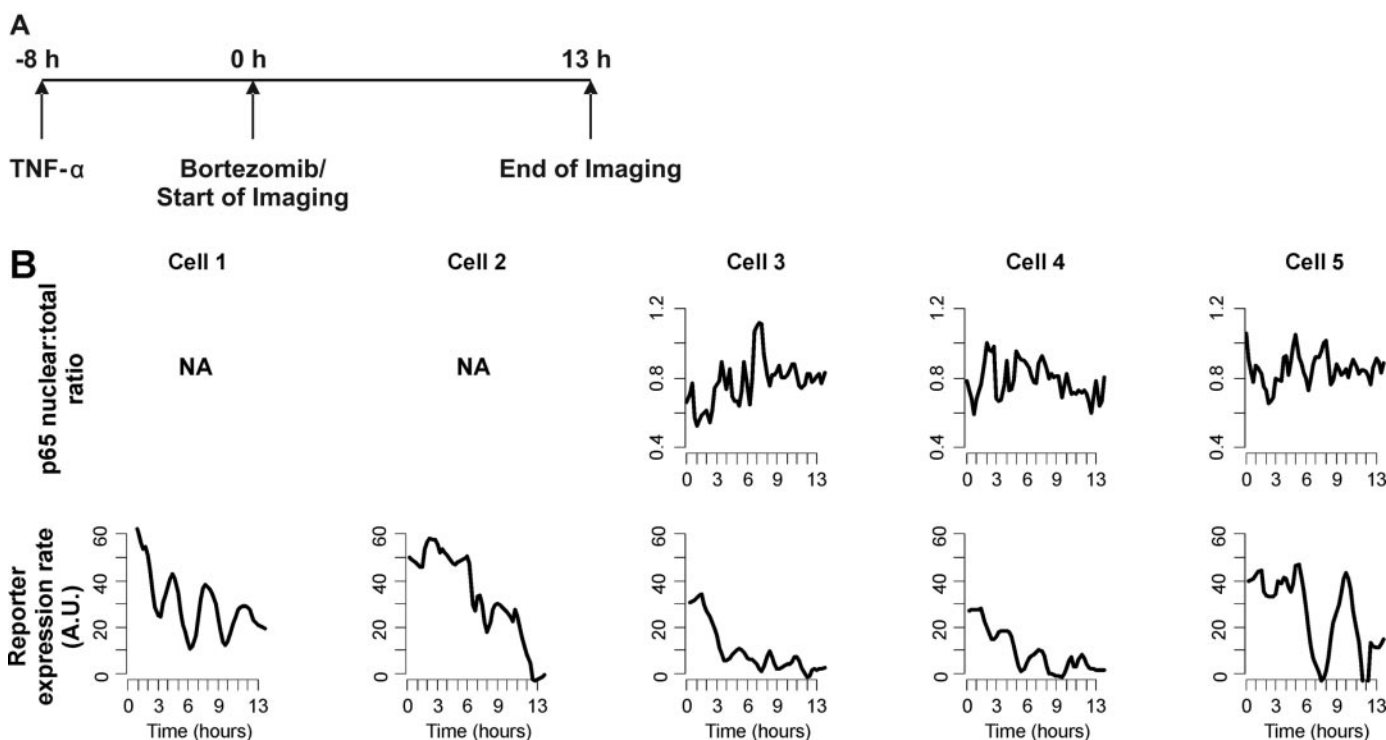 A
-8 h 0 h 13 h
TNF-α Bortezomib/ End of Imaging
Start of Imaging
B Cell 1 Cell 2 Cell 3 Cell 4 Cell 5
p65 nuclear:total
ratio
NA NA
1.2 1.2 1.2
0.8 0.8 0.8
0.4 0.4 0.4
0 3 6 9 13 0 3 6 9 13 0 3 6 9 13
Reporter
expression rate
(A.U.)
60 60 60 60 60
40 40 40 40 40
20 20 20 20 20
0 0 0 0 0
0 3 6 9 13 0 3 6 9 13 0 3 6 9 13 0 3 6 9 13 0 3 6 9 13
Time (hours) Time (hours) Time (hours) Time (hours) Time (hours)